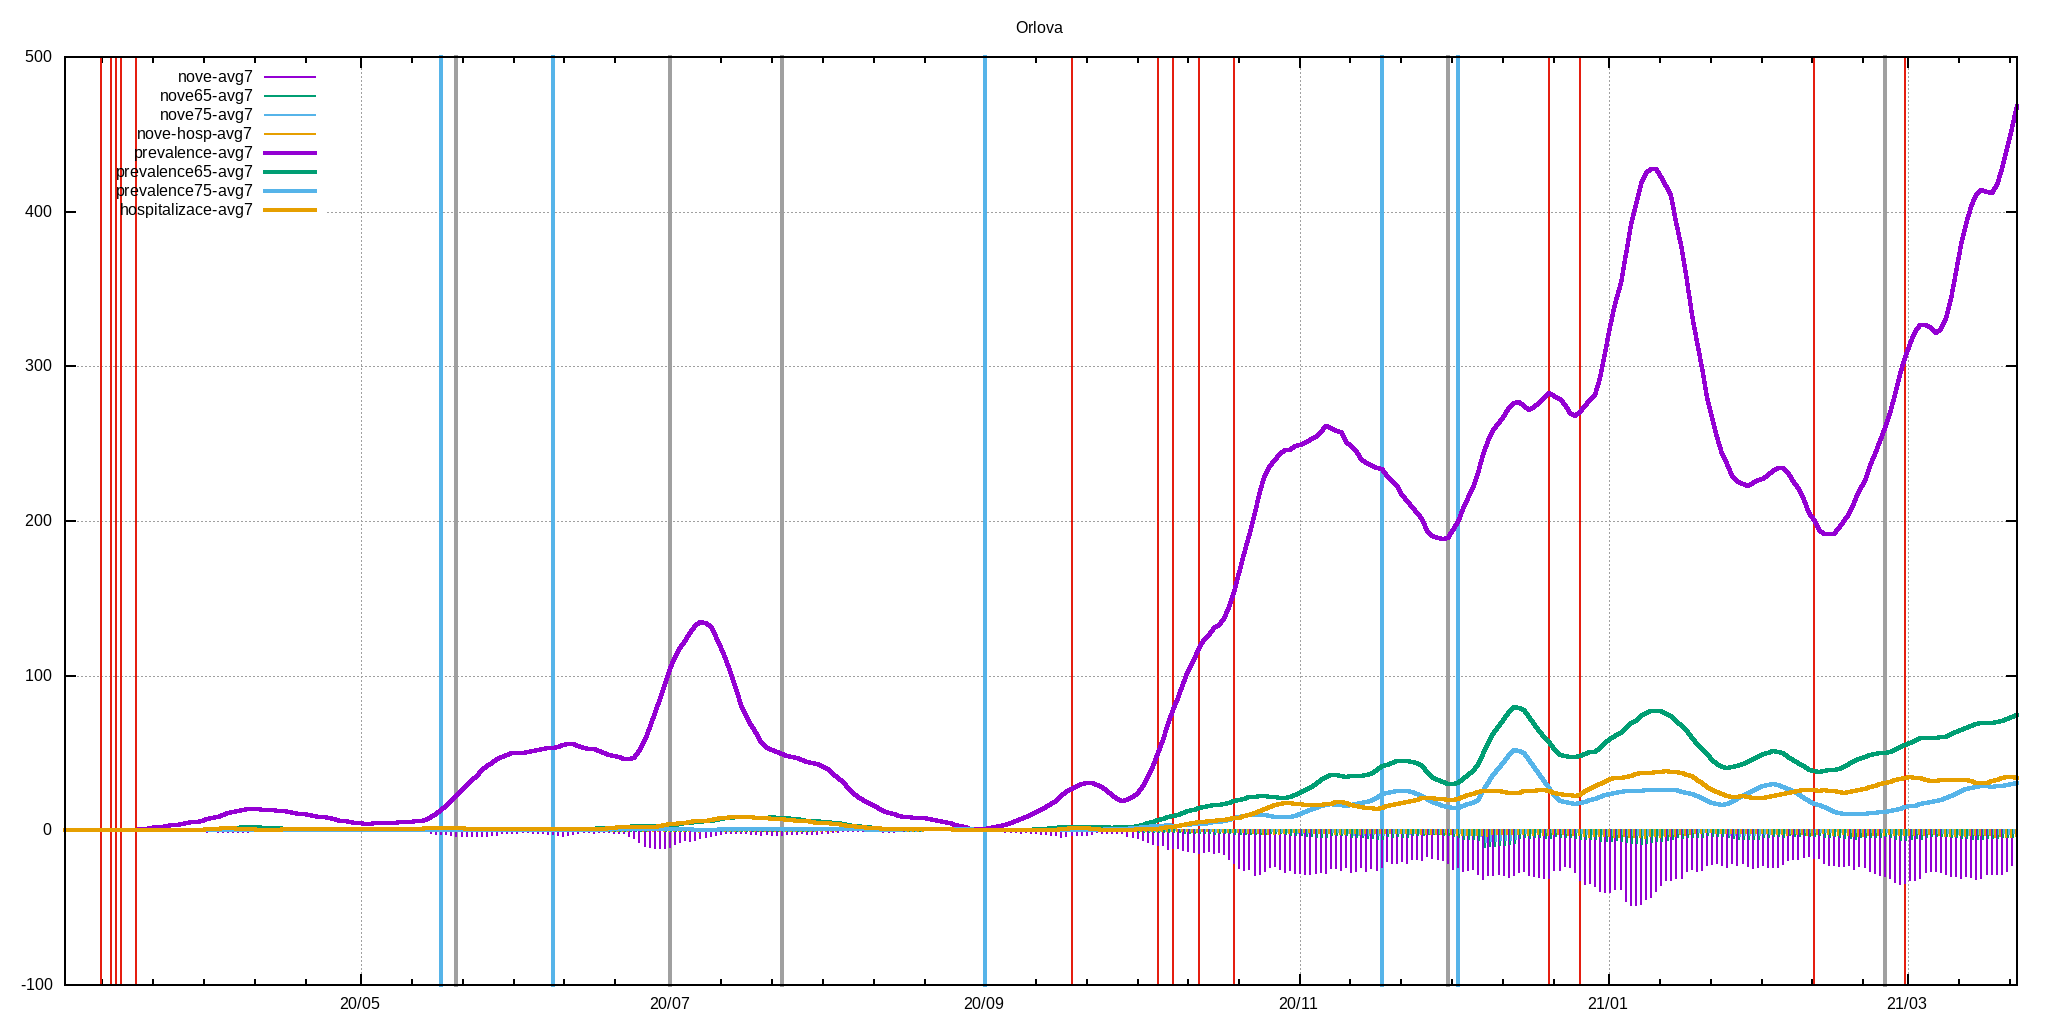 Orlova
500
nove-avg7
nove65-avg7
nove75-avg7
nove-hosp-avg7
prevalence-avg7
prevalence65-avg7
prevalence75-avg7
hospitalizace-avg7
400
300
200
100
0
-100
20/05 20/07 20/09 20/11 21/01 21/03